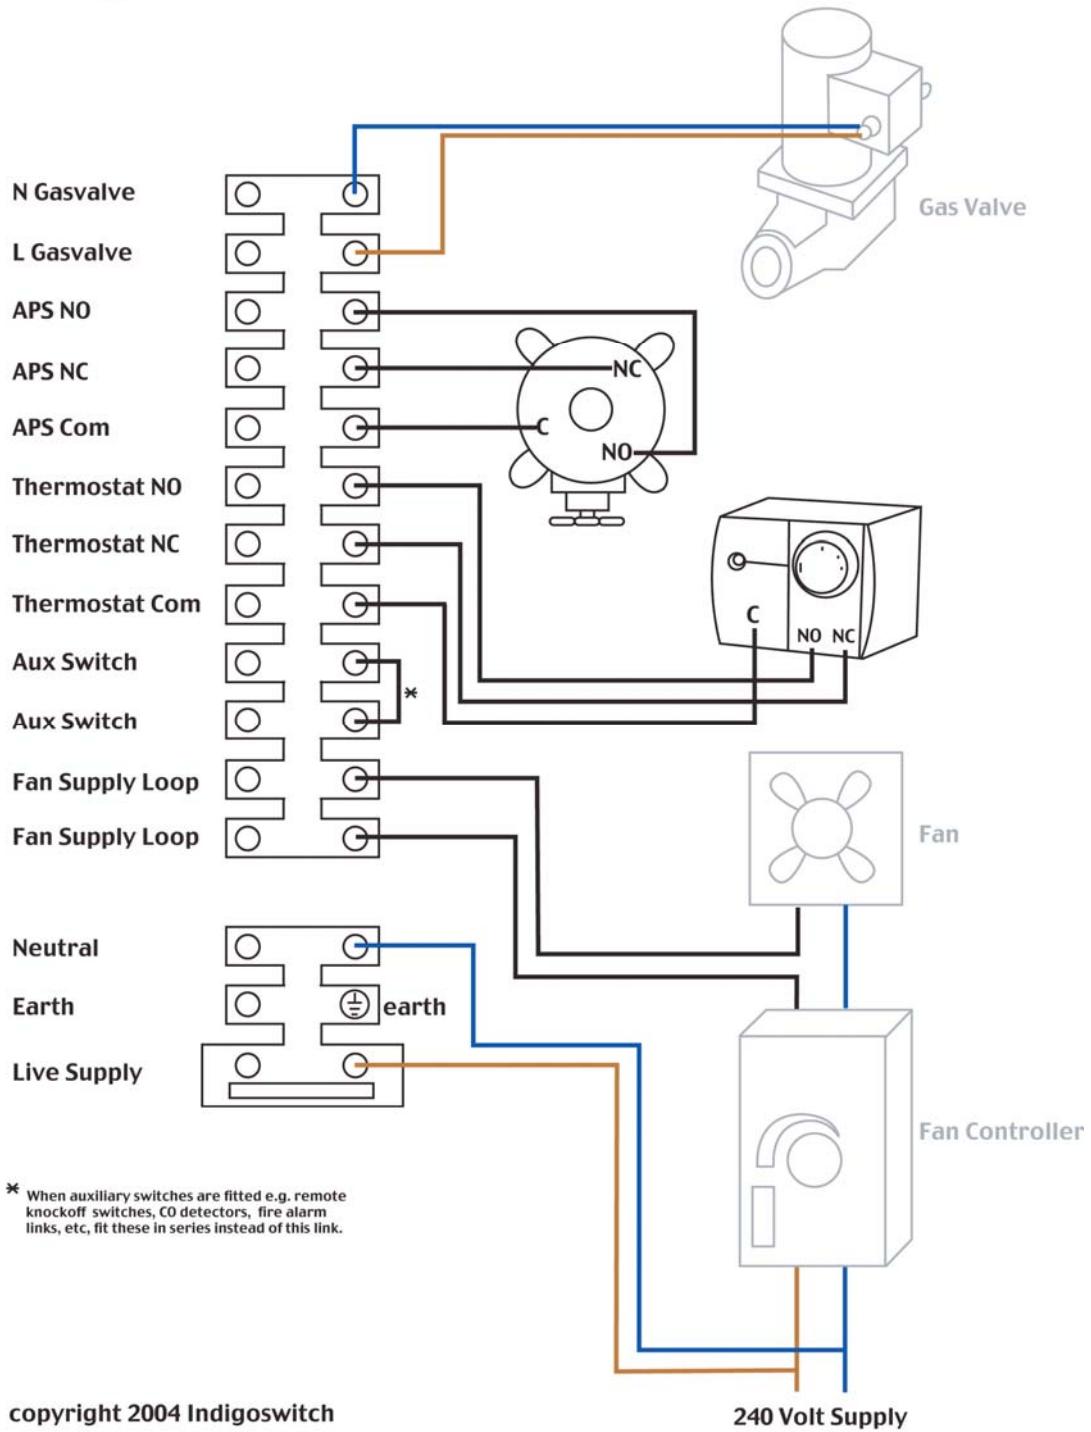 N Gasvalve
Gas Valve
L Gasvalve
APS NO
APS NC
NC
APS Com
C
NO
Thermostat NO
Thermostat NC
Thermostat Com
C
NO NC
Aux Switch
*
Aux Switch
Fan Supply Loop
Fan Supply Loop
Fan
Neutral
Earth
earth
Live Supply
Fan Controller
* When auxiliary switches are fitted e.g. remote
knockoff switches, CO detectors, fire alarm
links, etc, fit these in series instead of this link.
copyright 2004 Indigoswitch
240 Volt Supply